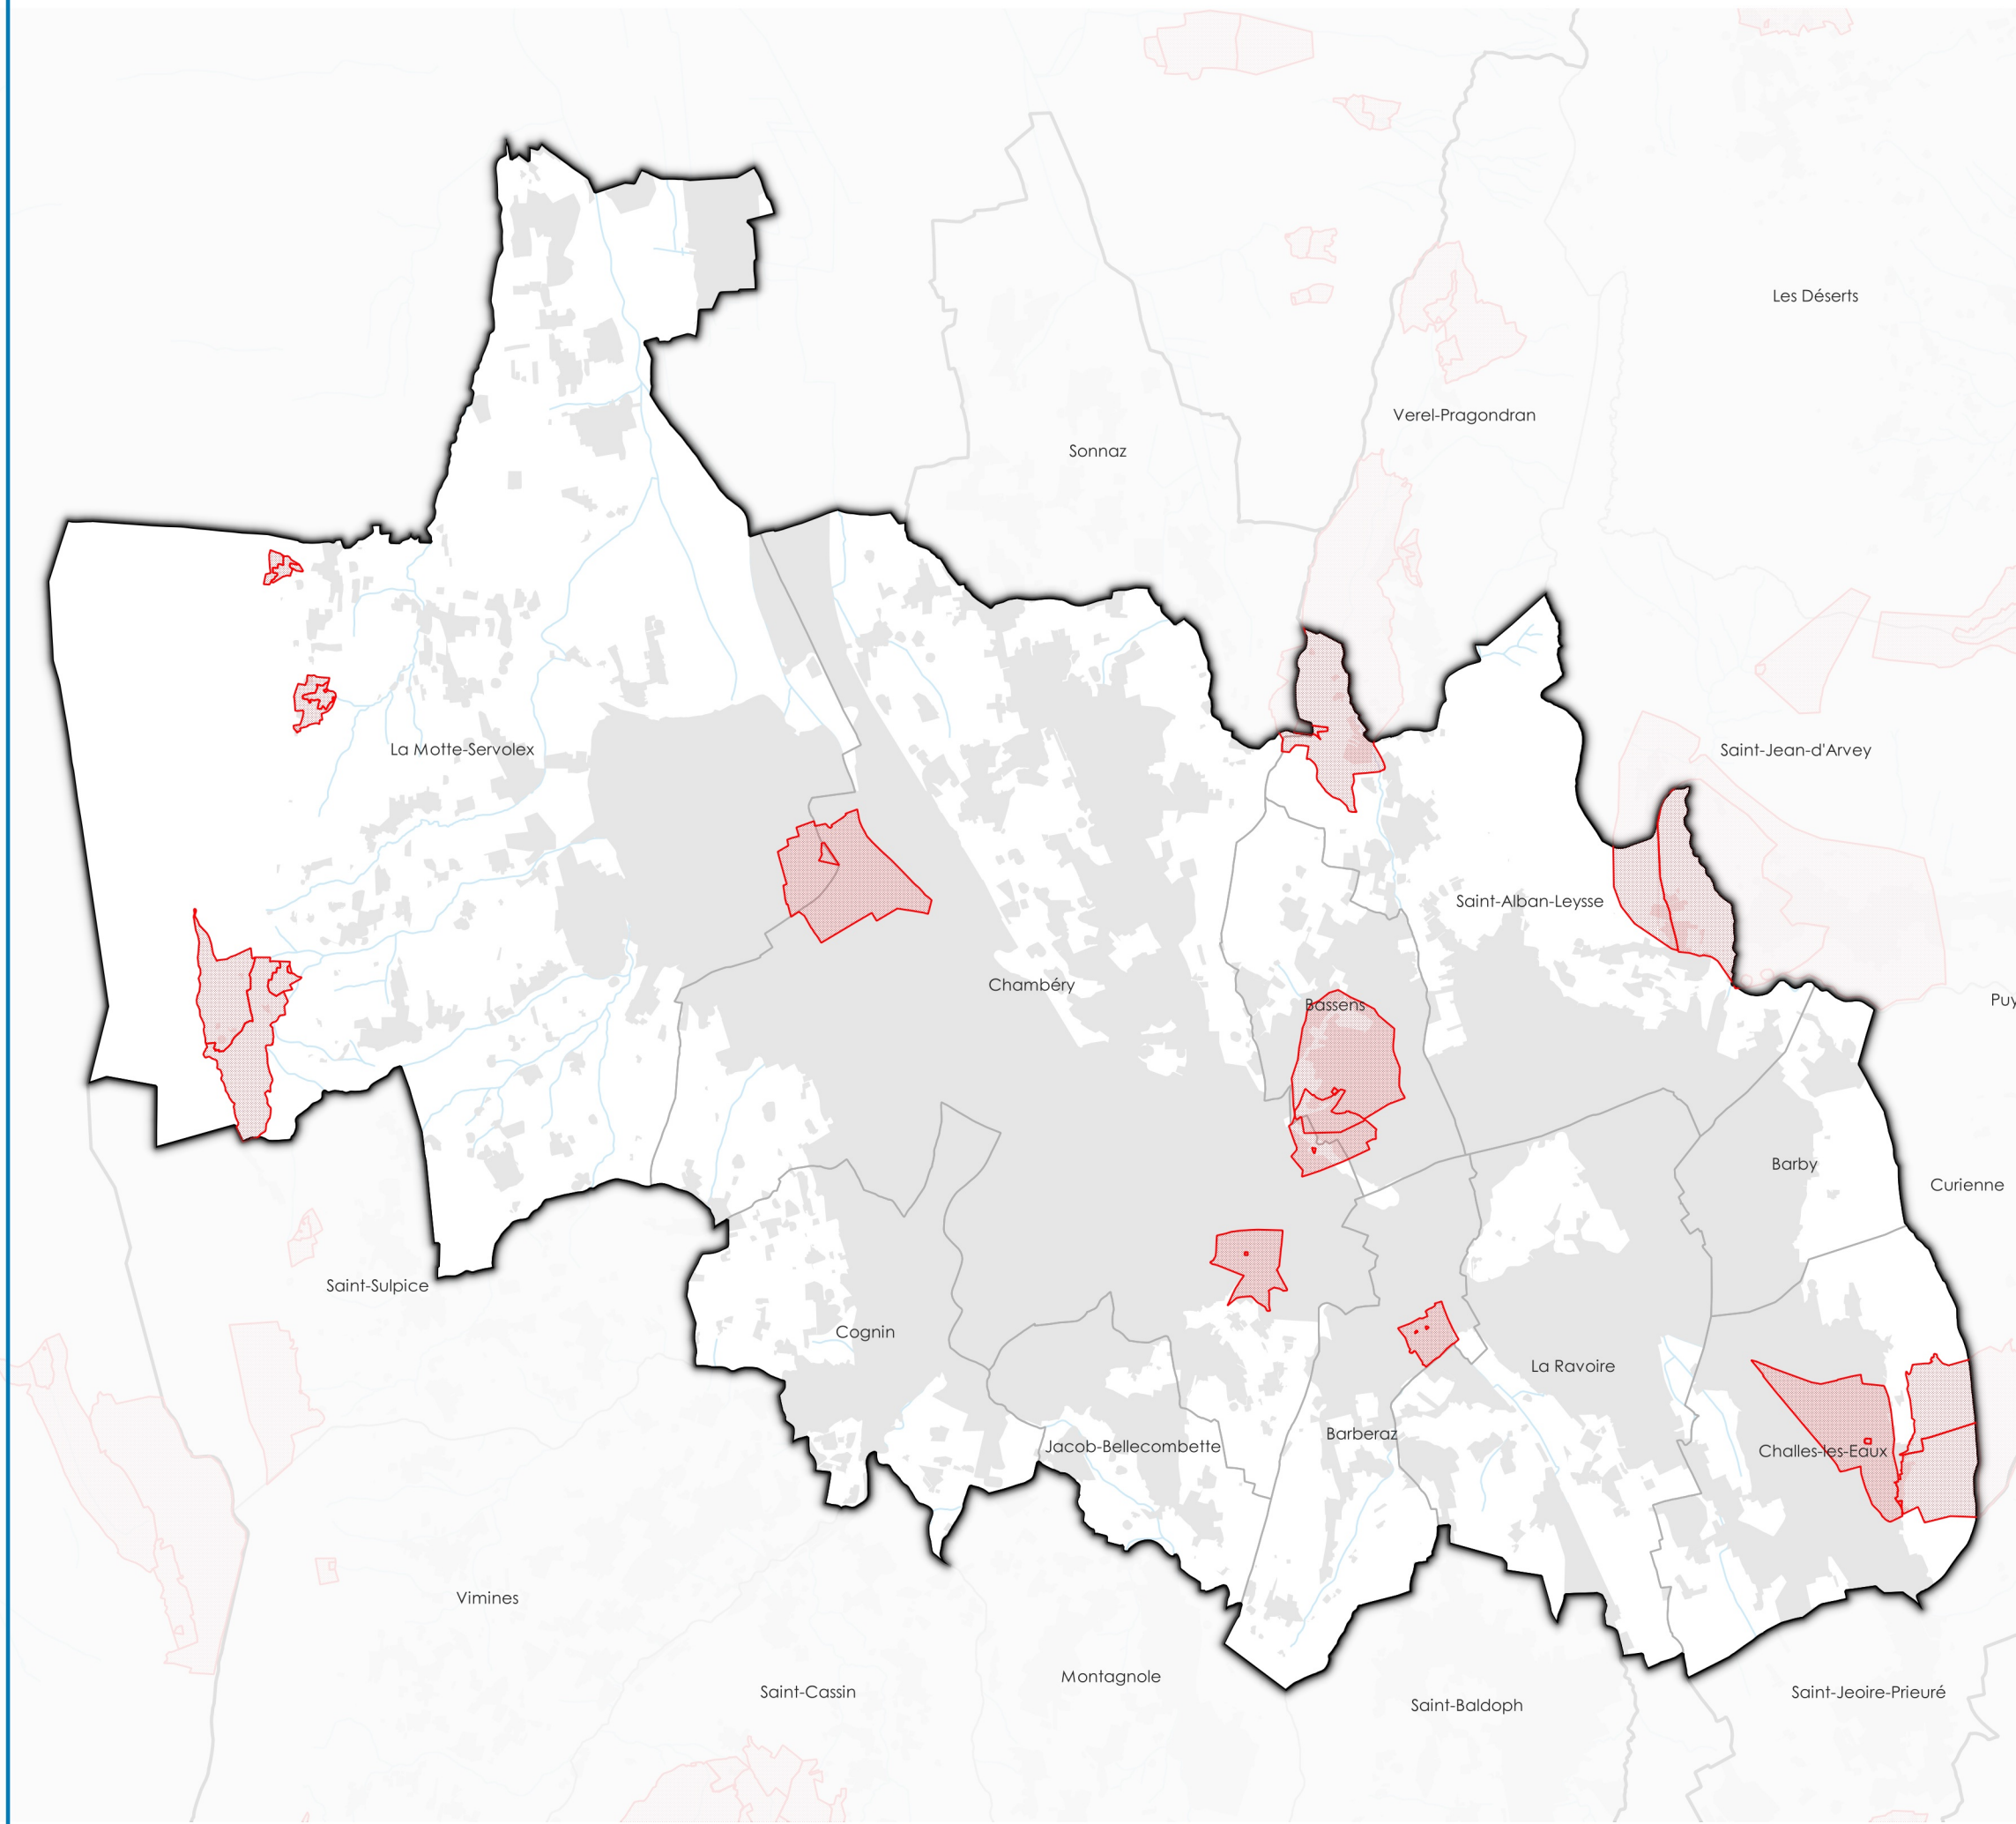 Les Déserts
Verel-Pragondran
Sonnaz
La Motte-Servolex
Saint-Jean-d'Arvey
Saint-Alban-Leysse
Chambéry
Bassens
Puy
Barby
Curienne
Saint-Sulpice
Cognin
La Ravoire
Barberaz
Jacob-Bellecombette
Challes-les-Eaux
Vimines
Montagnole
Saint-Cassin
Saint-Baldoph
Saint-Jeoire-Prieuré